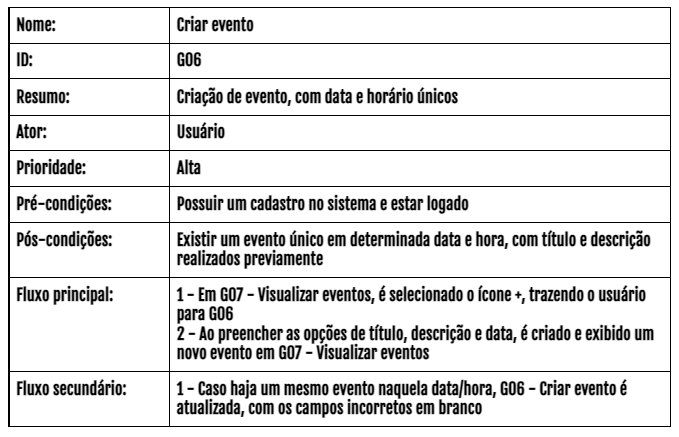 Nome: Criar evento
ID: G06
Resumo: Criação de evento, com data e horário únicos
Ator: Usuário
Prioridade: Alta
Pré-condições: Possuir um cadastro no sistema e estar logado
Pós-condições: Existir um evento único em determinada data e hora, com título e descrição
realizados previamente
Fluxo principal: 1 - Em G07 - Visualizar eventos, é selecionado o ícone +, trazendo o usuário
para G06
2 - Ao preencher as opções de título, descrição e data, é criado e exibido um
novo evento em G07 - Visualizar eventos
Fluxo secundário: 1 - Caso haja um mesmo evento naquela data/hora, G06 - Criar evento é
atualizada, com os campos incorretos em branco